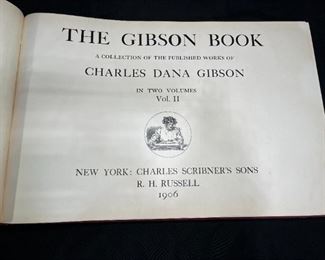 THE GIBSON BOOK
A COLLECTION OF THE PUBLISHED WORKS OF
CHARLES DANA GIBSON
IN TWO VOLUMES
Vol. II
NEW YORK: CHARLES SCRIBNER'S SONS
R. H. RUSSELL
1906